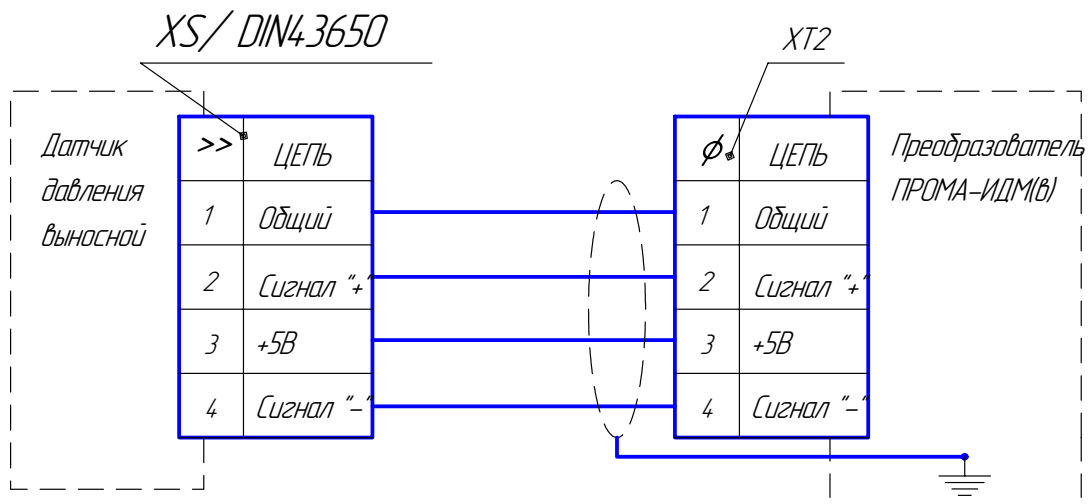 XS/ DIN43650
XT2
Датчик
давления
выносной
>> ЦЕПЬ
1 Общий
2 Сигнал "+"
3 +5В
4 Сигнал "-"
ϕ ЦЕПЬ
1 Общий
2 Сигнал "+"
3 +5В
4 Сигнал "-"
Преобразователь
ПРОМА-ИДМ(в)